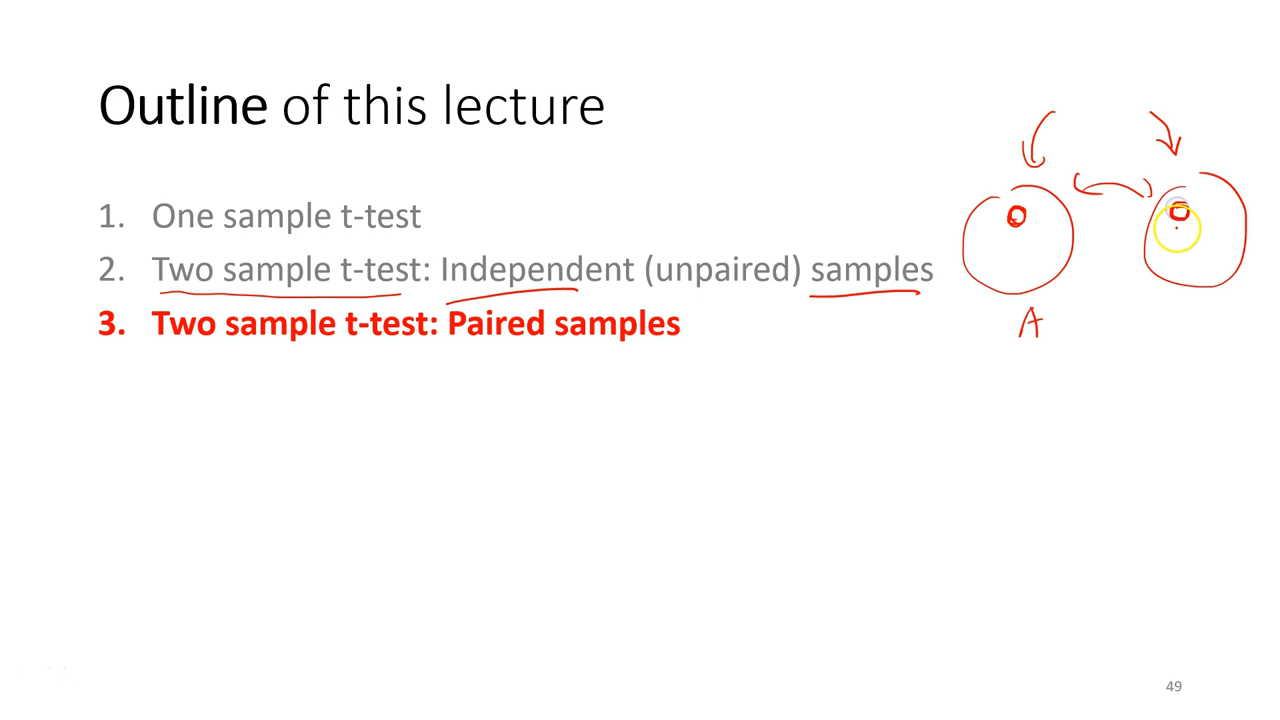 Outline of this lecture
1. One sample t-test
2. Two sample t-test: Independent (unpaired) samples
3. Two sample t-test: Paired samples
A
49